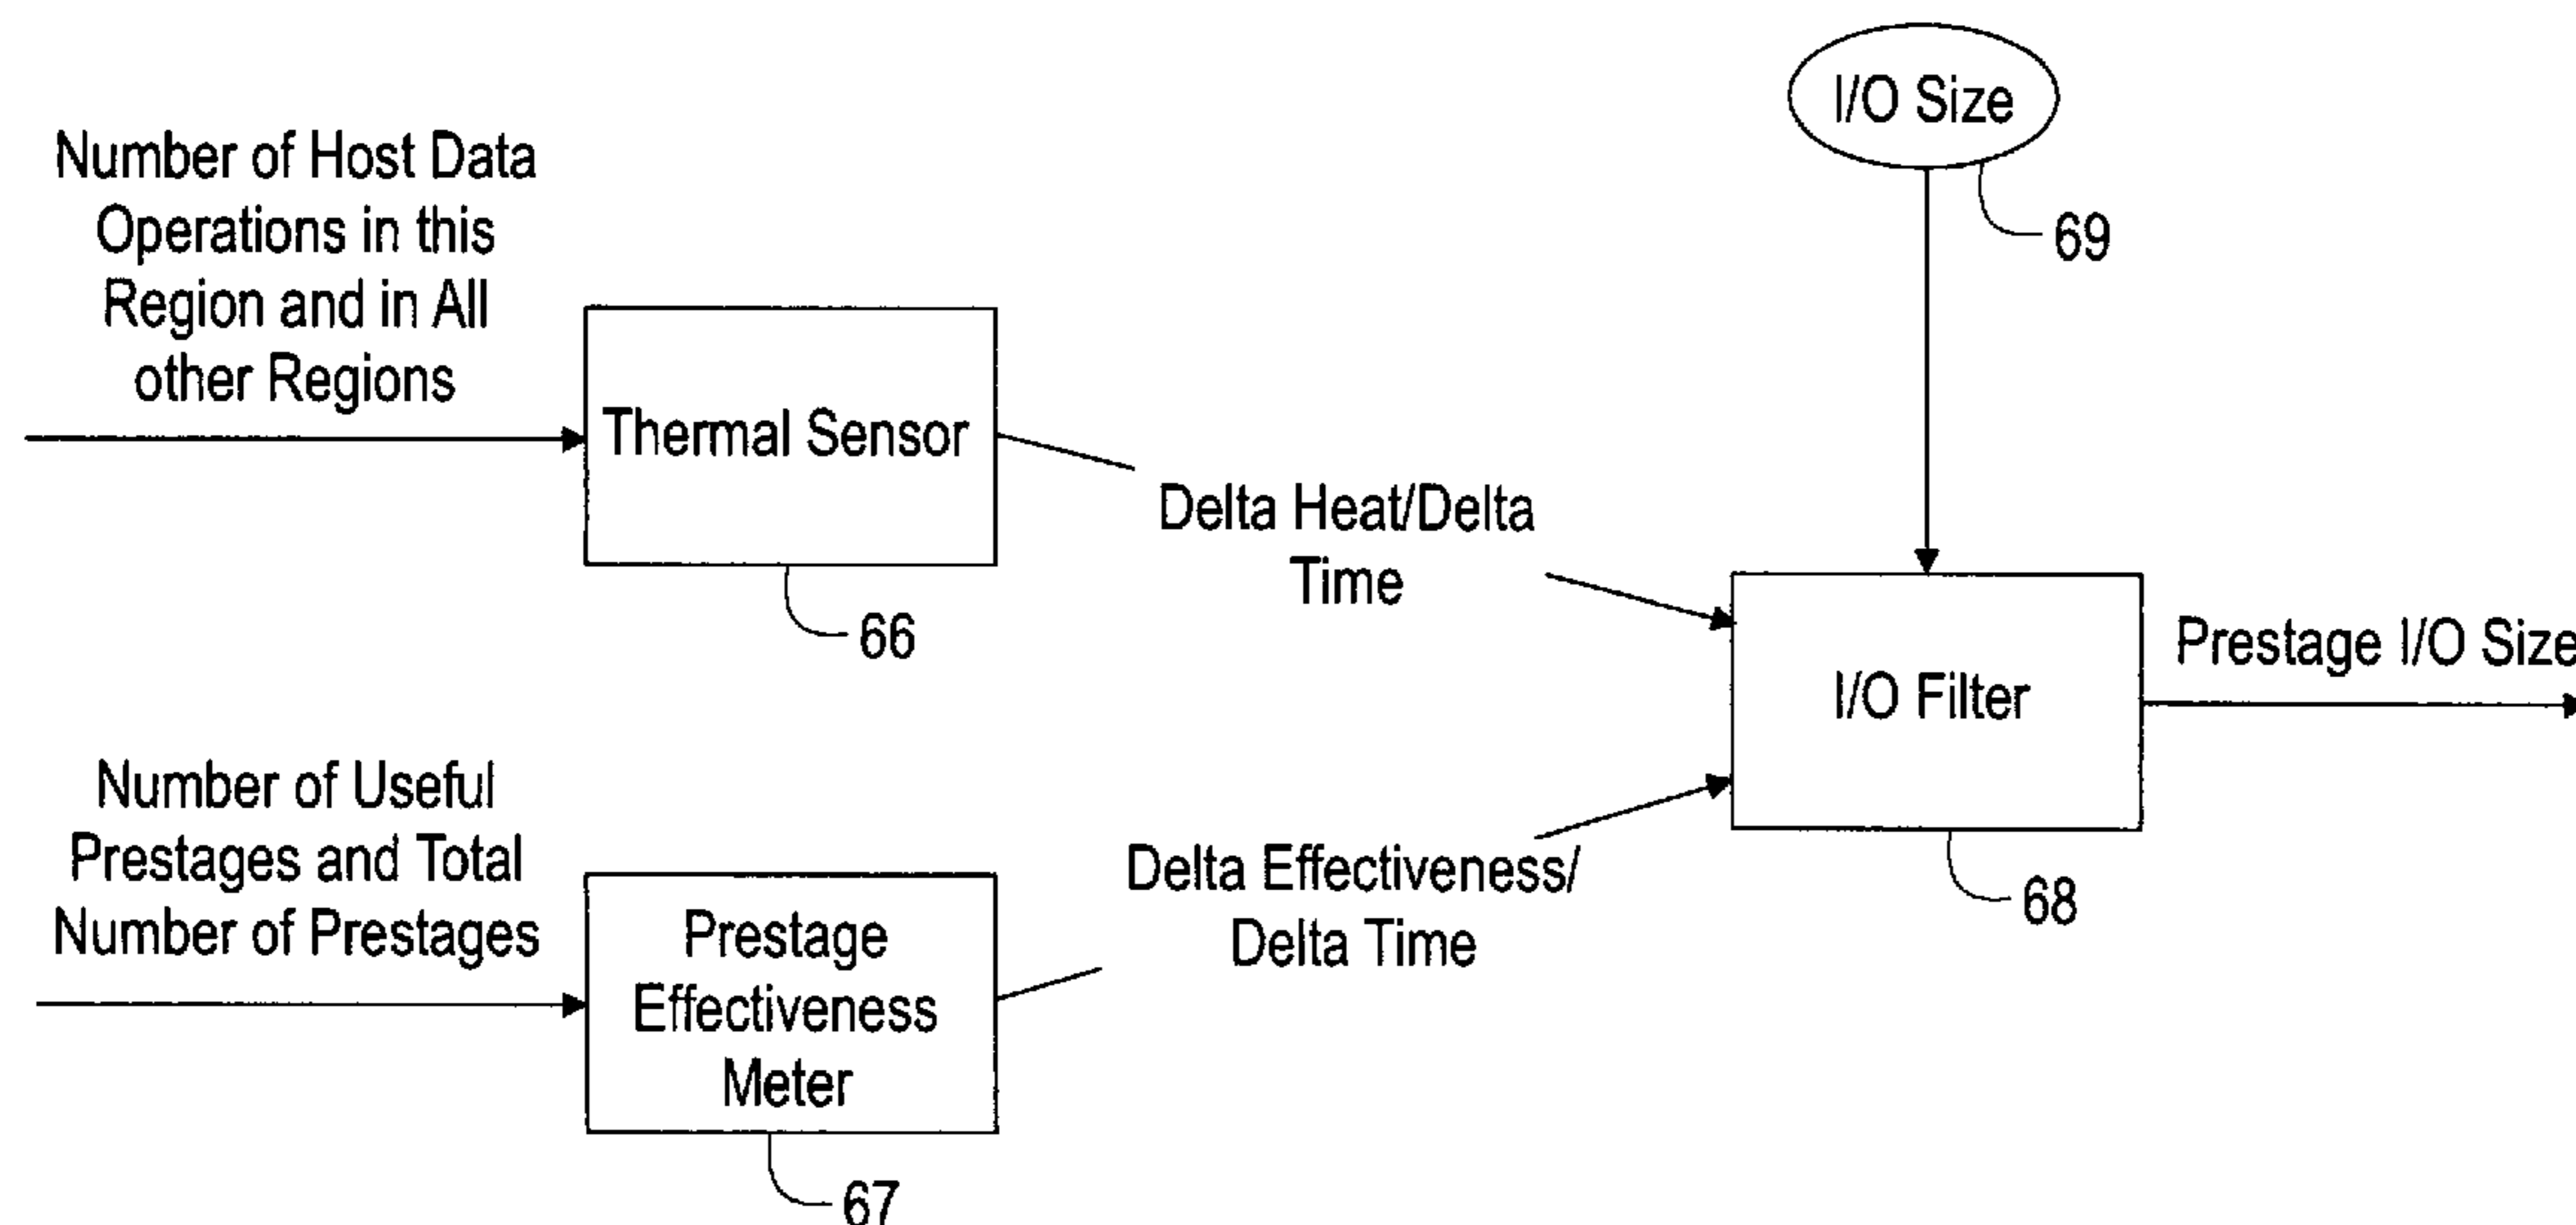 Number of Host Data
Operations in this
Region and in All
other Regions
Thermal Sensor
66
Delta Heat/Delta
Time
I/O Size
69
I/O Filter
68
Prestage I/O Size
Number of Useful
Prestages and Total
Number of Prestages
Prestage
Effectiveness
Meter
67
Delta Effectiveness/
Delta Time